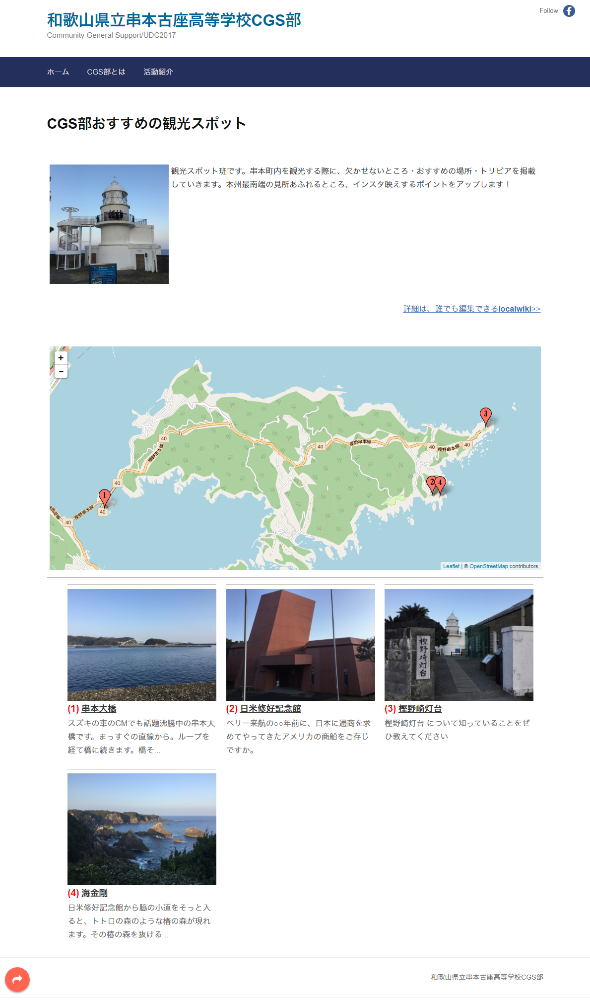 和歌山県立串本古座高等学校CGS部
Community General Support/UDC2017
Follow
ホーム CGS部とは 活動紹介
CGS部おすすめの観光スポット
観光スポット班です。串本町内を観光する際に、欠かせないところ・おすすめの場所・トリビアを掲載
していきます。本州最南端の見所あふれるところ、インスタ映えするポイントをアップします！
詳細は、誰でも編集できるlocalwiki>>
+
−
3
40
樫野串本線
40
40
樫野串本線
40
樫野串本線
40
2
4
1
40
樫野串本線
40
Leaflet | © OpenStreetMap contributors
樫野埼灯台
(1) 串本大橋
スズキの車のCMでも話題沸騰中の串本大
橋です。まっすぐの直線から。ループを
経て橋に続きます。橋そ...
(2) 日米修好記念館
ペリー来航の○○年前に、日本に通商を求
めてやってきたアメリカの商船をご存じ
ですか。
(3) 樫野崎灯台
樫野崎灯台 について知っていることをぜ
ひ教えてください
(4) 海金剛
日米修好記念館から脇の小道をそっと入
ると、トトロの森のような椿の森が現れ
ます。その椿の森を抜ける...
和歌山県立串本古座高等学校CGS部